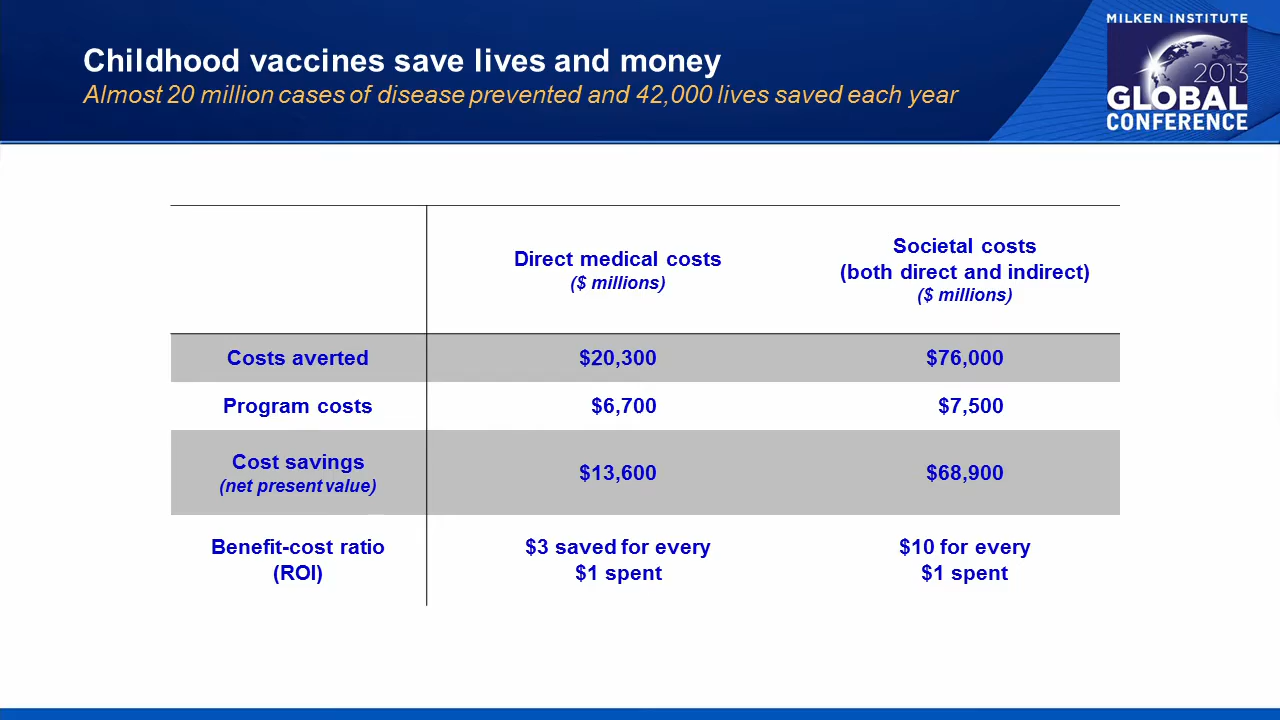 Childhood vaccines save lives and money
Almost 20 million cases of disease prevented and 42,000 lives saved each year
MILKEN INSTITUTE
2013
GLOBAL
CONFERENCE
Direct medical costs
($ millions)
Societal costs
(both direct and indirect)
($ millions)
Costs averted
$20,300
$76,000
Program costs
$6,700
$7,500
Cost savings
(net present value)
$13,600
$68,900
Benefit-cost ratio
(ROI)
$3 saved for every
$1 spent
$10 for every
$1 spent